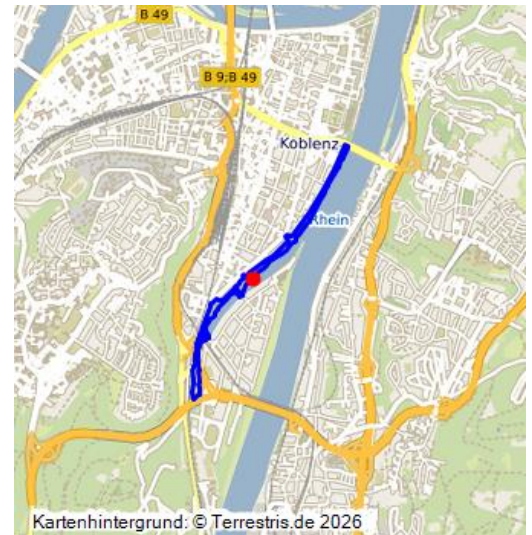 B 49
B 9;B 49
Koblenz
Rhein
Kartenhintergrund: © Terrestris.de 2026